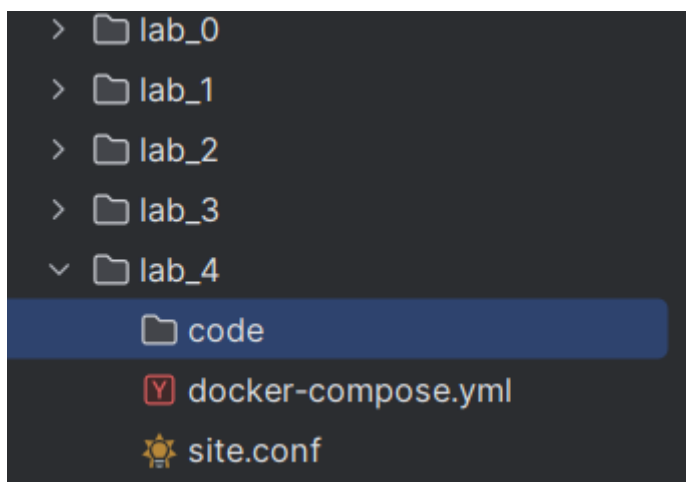 lab_0
lab_1
lab_2
lab_3
lab_4
code
Y docker-compose.yml
site.conf